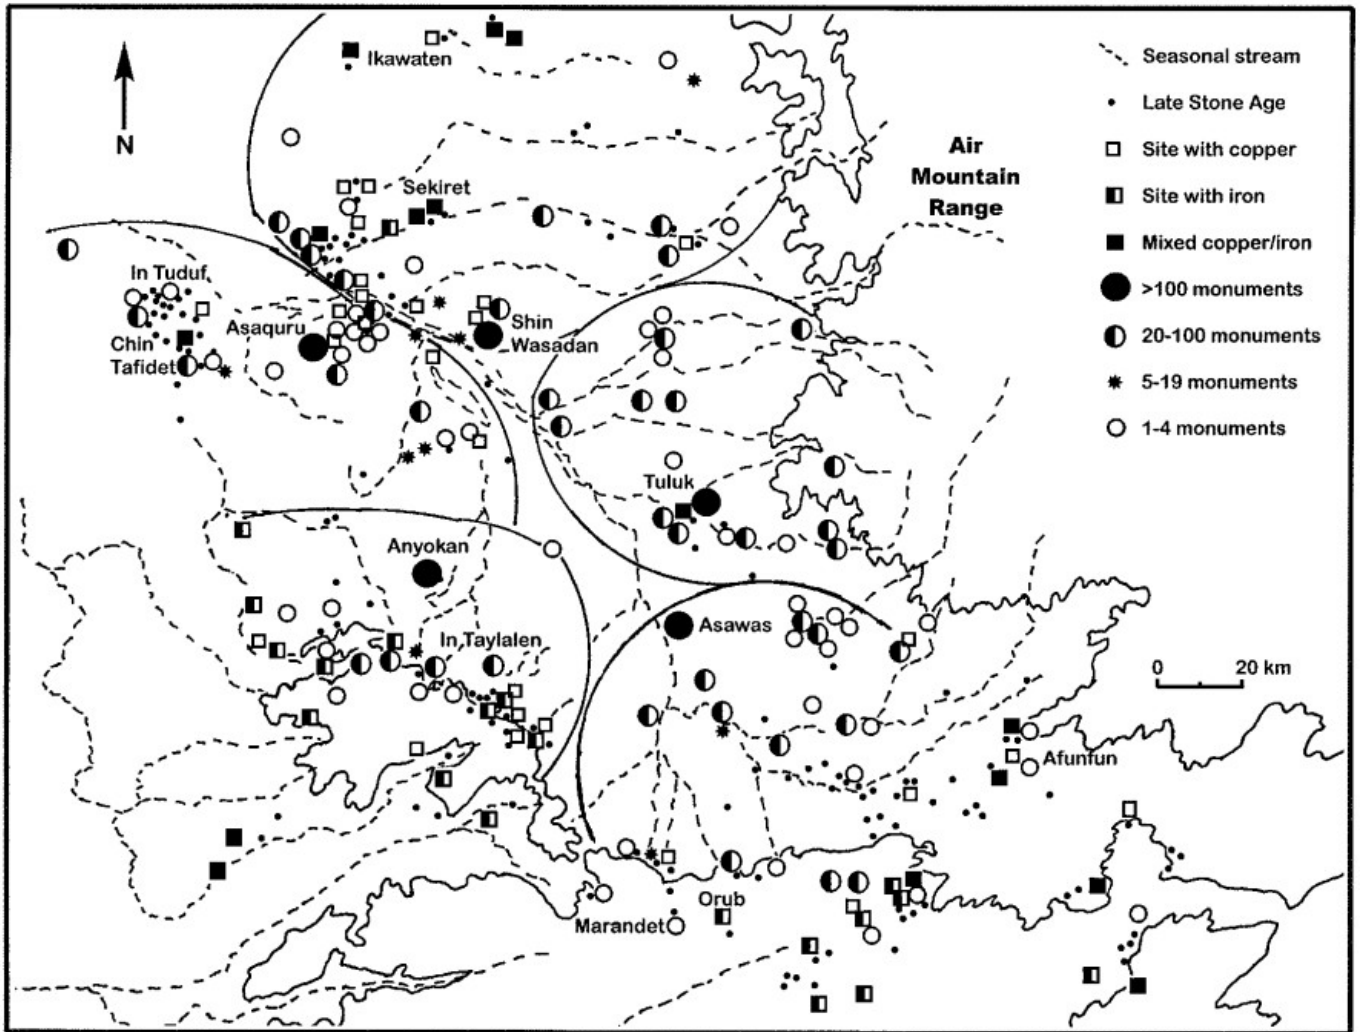 N
Ikawaten
Sekiret
In Tuduf
Chin
Tafidet
Asaquru
Shin
Wasadan
Air
Mountain
Range
Seasonal stream
Late Stone Age
Site with copper
Site with iron
Mixed copper/iron
>100 monuments
20-100 monuments
5-19 monuments
1-4 monuments
Tuluk
Anyokan
In Taylalen
Asawas
0 20 km
Afunfun
Orub
Marandet